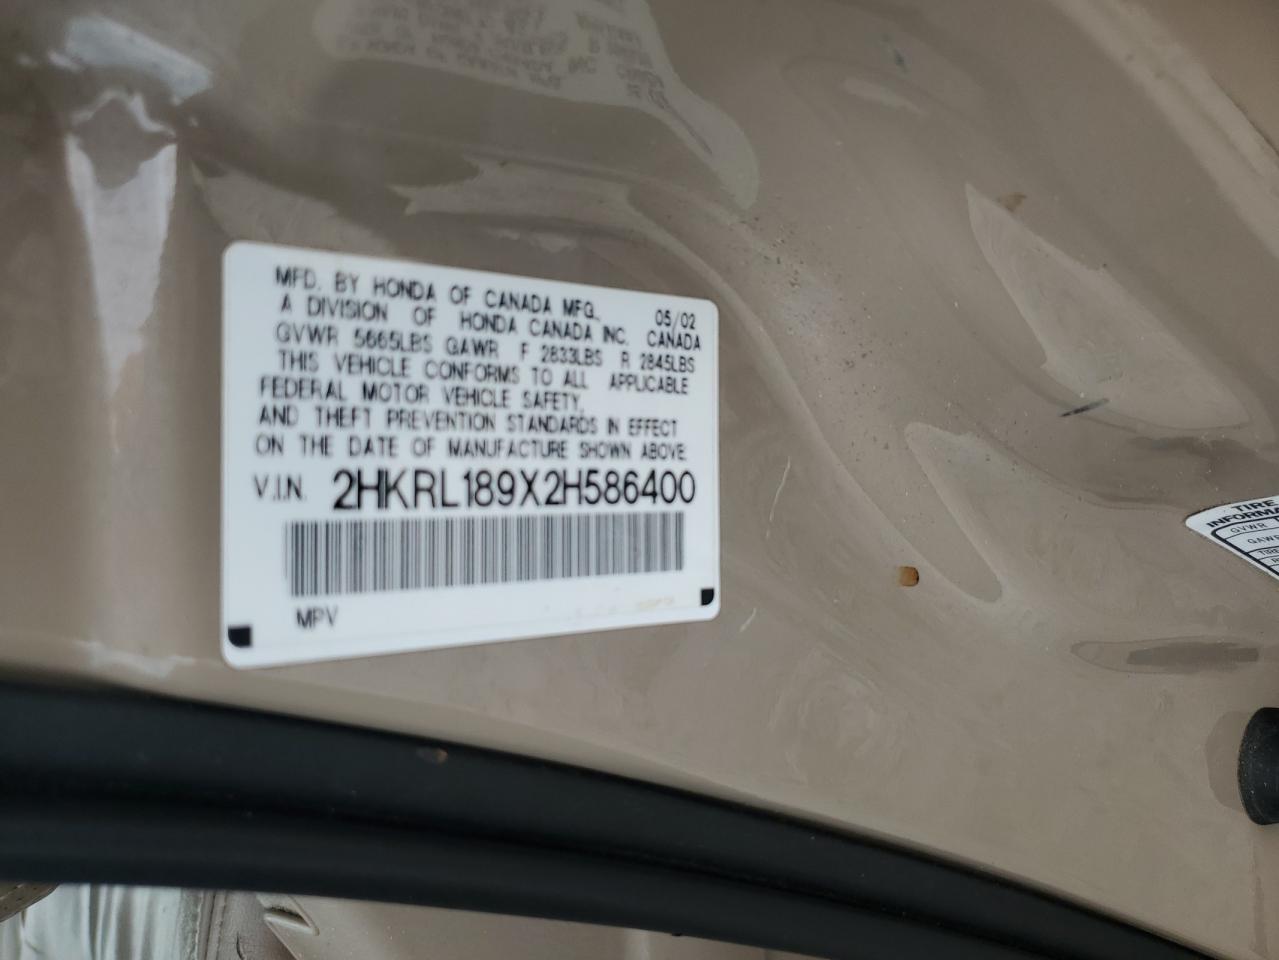 MFD. BY HONDA OF CANADA MFG.,
A DIVISION OF HONDA CANADA INC. 05/02 CANADA
GVWR 5665LBS GAWR F 2833LBS R 2845LBS
THIS VEHICLE CONFORMS TO ALL APPLICABLE
FEDERAL MOTOR VEHICLE SAFETY,
AND THEFT PREVENTION STANDARDS IN EFFECT
ON THE DATE OF MANUFACTURE SHOWN ABOVE.
V.I.N. 2HKRL189X2H586400
MPV
TIRE
GVWR